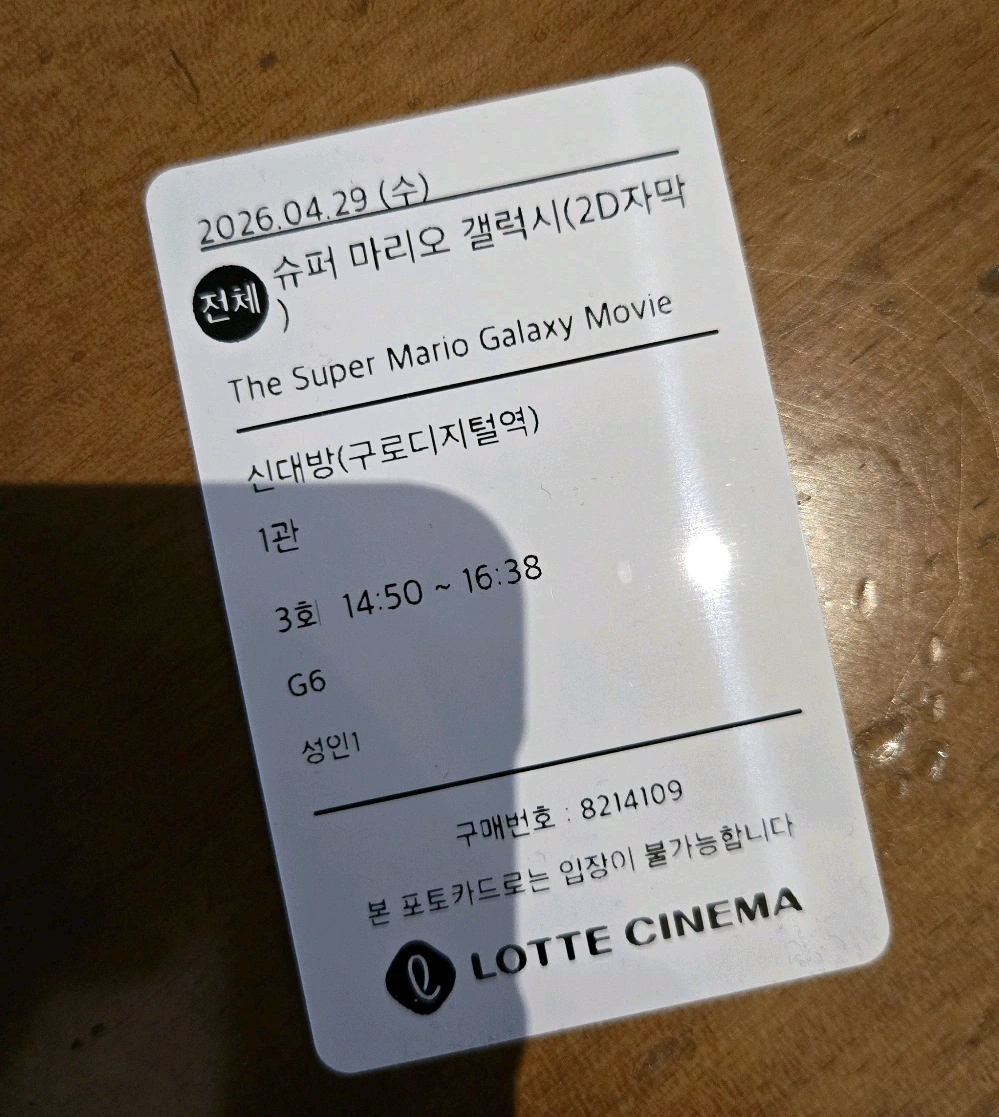 2026.04.29 (수)
전체 슈퍼 마리오 갤럭시(2D자막
)
The Super Mario Galaxy Movie
신대방(구로디지털역)
1관
3회 14:50 ~ 16:38
G6
성인1
구매번호 : 8214109
본 포토카드로는 입장이 불가능합니다
LOTTE CINEMA